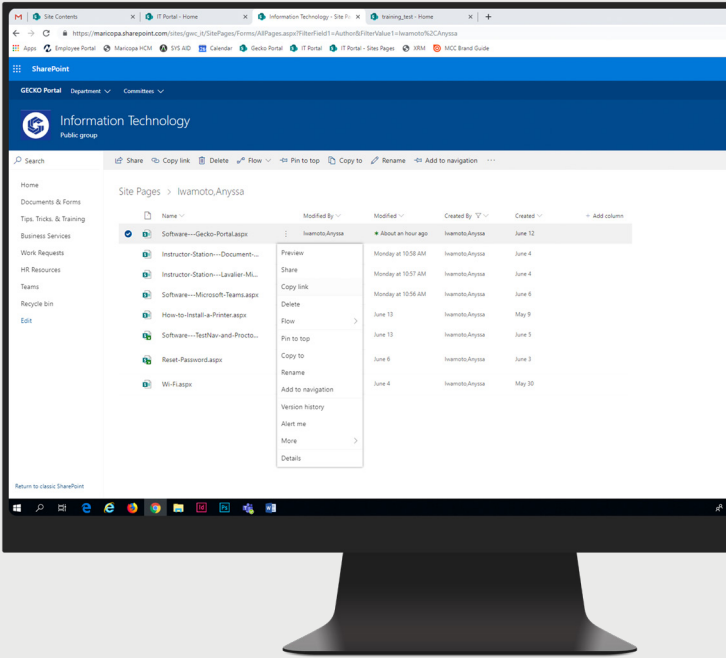 Site Contents
IT Portal - Home
Information Technology - Site Pa
training_test - Home
https://maricopa.sharepoint.com/sites/gwc_it/SitePages/Forms/AllPages.aspx?FilterField1=Author&FilterValue1=Iwamoto%2CAnyssa
Apps Employee Portal Maricopa HCM SYS AID Calendar Gecko Portal IT Portal IT Portal - Sites Pages XRM MCC Brand Guide
SharePoint
GECKO Portal Department Committees
Information Technology
Public group
Search
Share Copy link Delete Flow Pin to top Copy to Rename Add to navigation ...
Home
Documents & Forms
Tips, Tricks, & Training
Business Services
Work Requests
HR Resources
Teams
Recycle bin
Edit
Site Pages > Iwamoto,Anyssa
Name Modified By Modified Created By Created + Add column
Software---Gecko-Portal.aspx Iwamoto,Anyssa About an hour ago Iwamoto,Anyssa June 12
Instructor-Station---Document-... Monday at 10:58 AM Iwamoto,Anyssa June 4
Instructor-Station---Lavalier-Mi... Monday at 10:57 AM Iwamoto,Anyssa June 4
Software---Microsoft-Teams.aspx Monday at 10:56 AM Iwamoto,Anyssa June 6
How-to-Install-a-Printer.aspx June 13 Iwamoto,Anyssa May 9
Software---TestNav-and-Procto... June 13 Iwamoto,Anyssa June 5
Reset-Password.aspx June 6 Iwamoto,Anyssa June 3
Wi-Fi.aspx June 4 Iwamoto,Anyssa May 30
Preview
Share
Copy link
Delete
Flow
Pin to top
Copy to
Rename
Add to navigation
Version history
Alert me
More
Details
Return to classic SharePoint